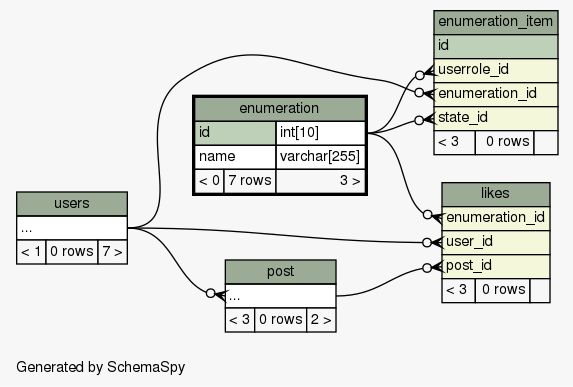 enumeration_item
id
userrole_id
enumeration_id
state_id
< 3 0 rows
enumeration
id int[10]
name varchar[255]
< 0 7 rows 3 >
users
...
< 1 0 rows 7 >
likes
enumeration_id
user_id
post_id
< 3 0 rows
post
...
< 3 0 rows 2 >
Generated by SchemaSpy